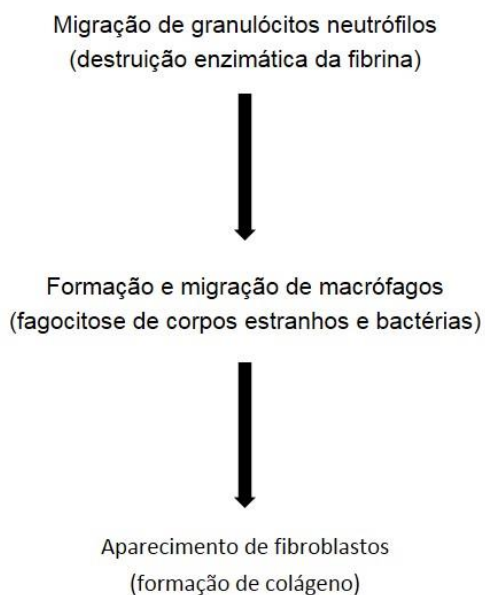 Migração de granulócitos neutrófilos
(destruição enzimática da fibrina)
Formação e migração de macrófagos
(fagocitose de corpos estranhos e bactérias)
Aparecimento de fibroblastos
(formação de colágeno)